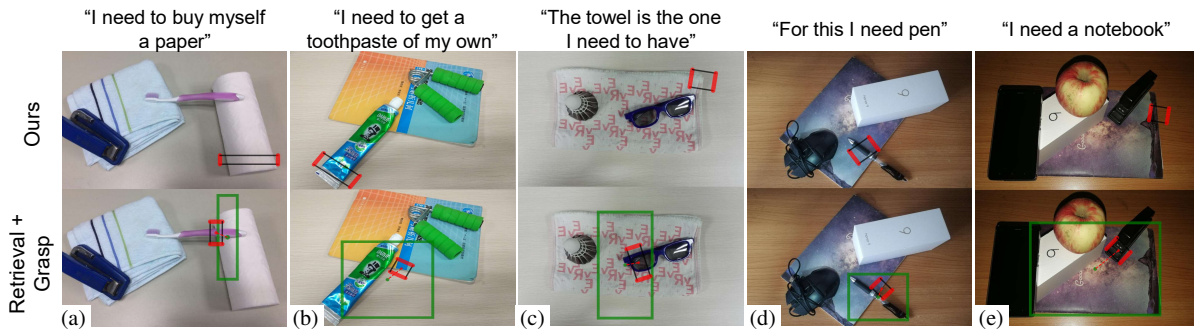 “I need to buy myself
a paper”
“I need to get a
toothpaste of my own”
“The towel is the one
I need to have”
“For this I need pen”
“I need a notebook”
Ours
Retrieval +
Grasp
(a)
(b)
(c)
(d)
(e)